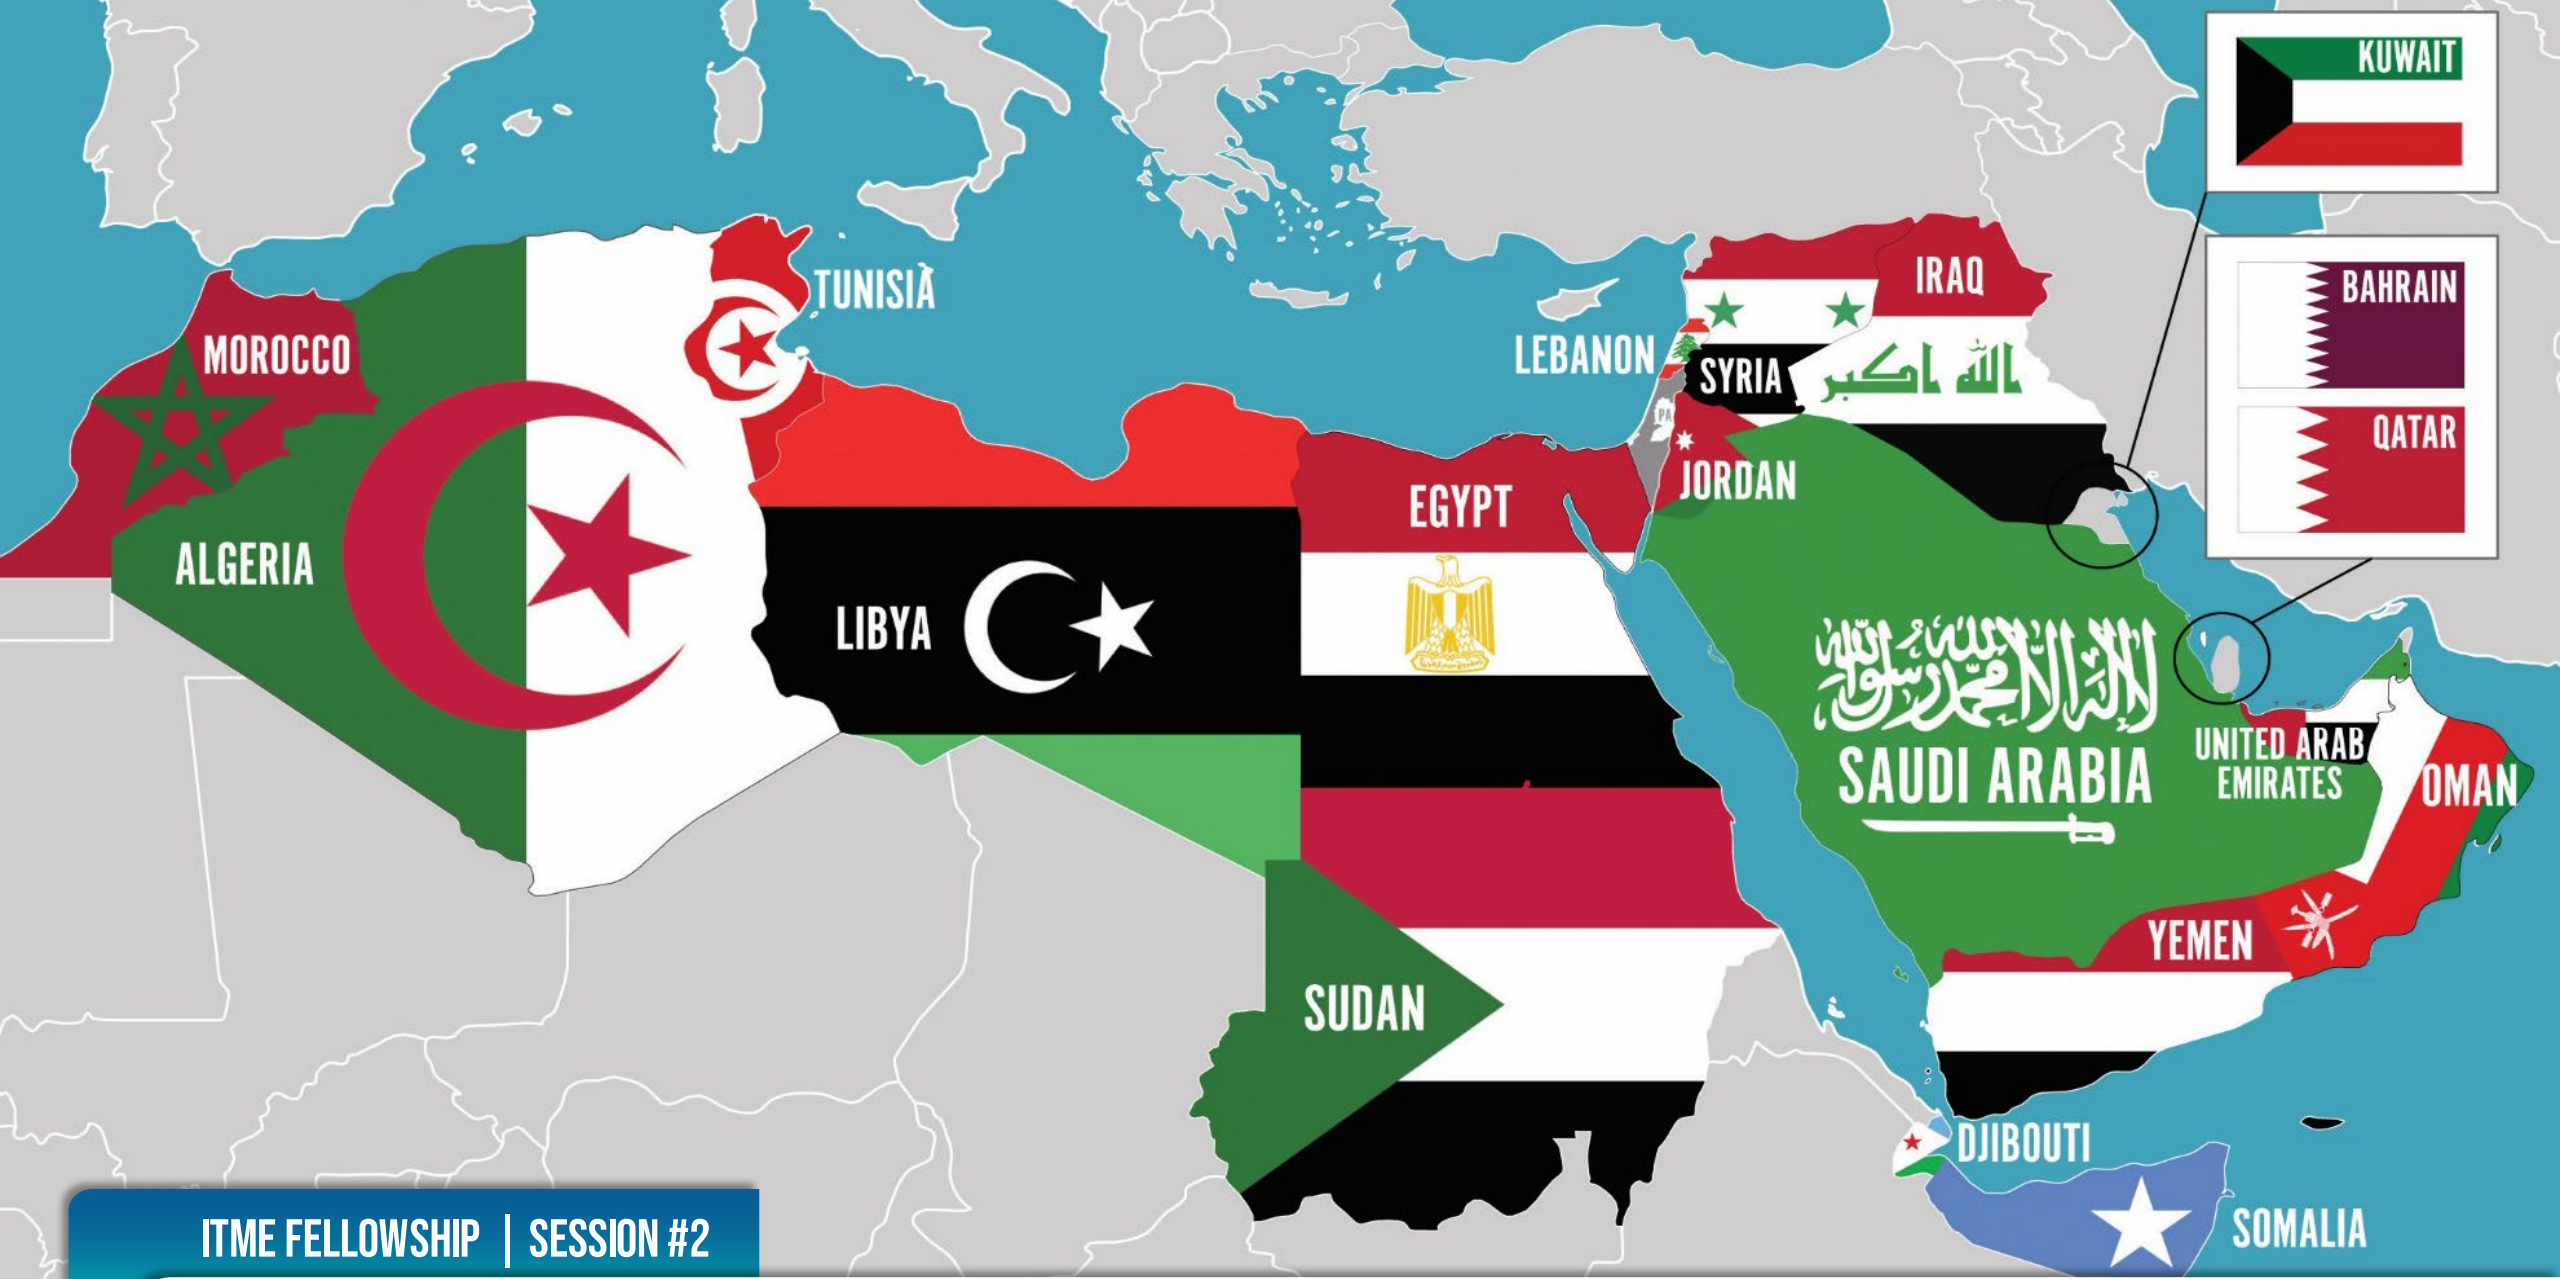 KUWAIT
BAHRAIN
QATAR
TUNISIA
MOROCCO
IRAQ
الله اكبر
LEBANON
SYRIA
PA
JORDAN
EGYPT
ALGERIA
LIBYA
لا إله إلا الله محمد رسول الله
SAUDI ARABIA
UNITED ARAB
EMIRATES
OMAN
YEMEN
SUDAN
DJIBOUTI
SOMALIA
ITME FELLOWSHIP | SESSION #2